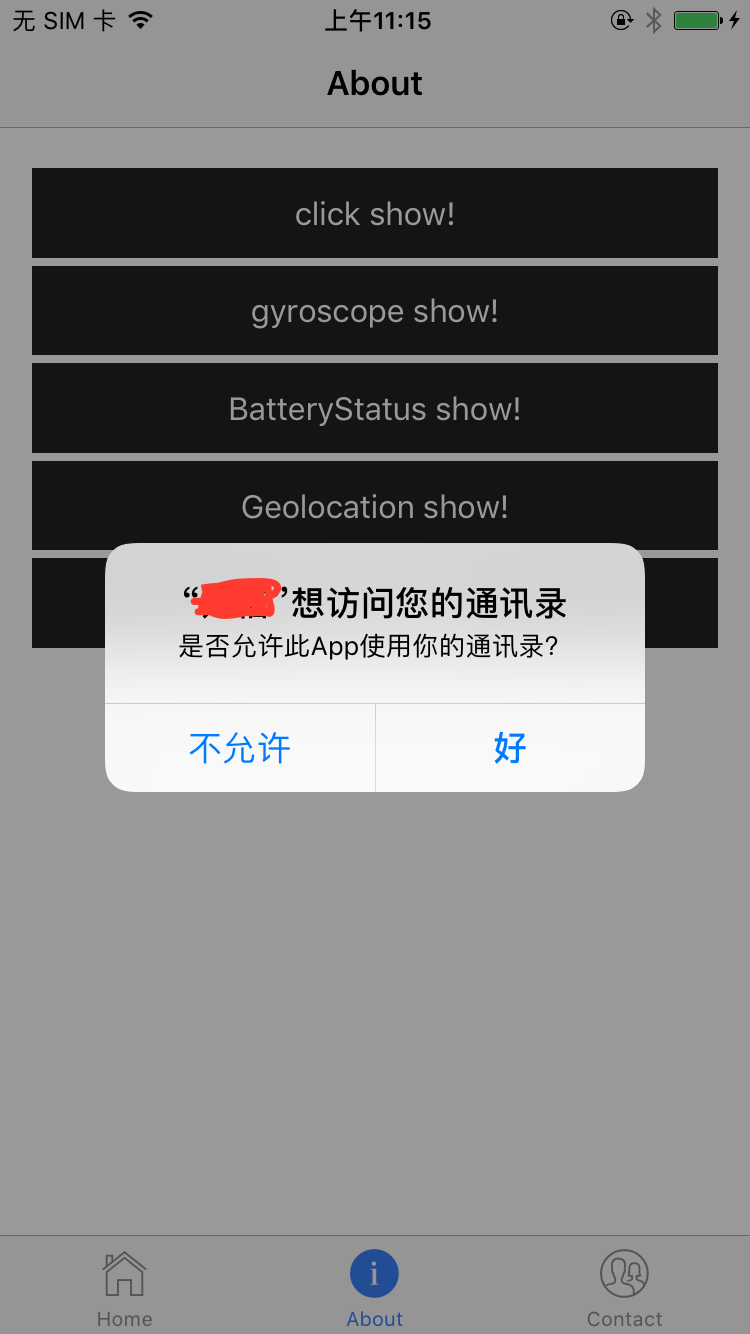 无 SIM 卡 上午11:15
About
click show!
gyroscope show!
BatteryStatus show!
Geolocation show!
“ ”想访问您的通讯录
是否允许此App使用你的通讯录?
不允许 好
Home About Contact